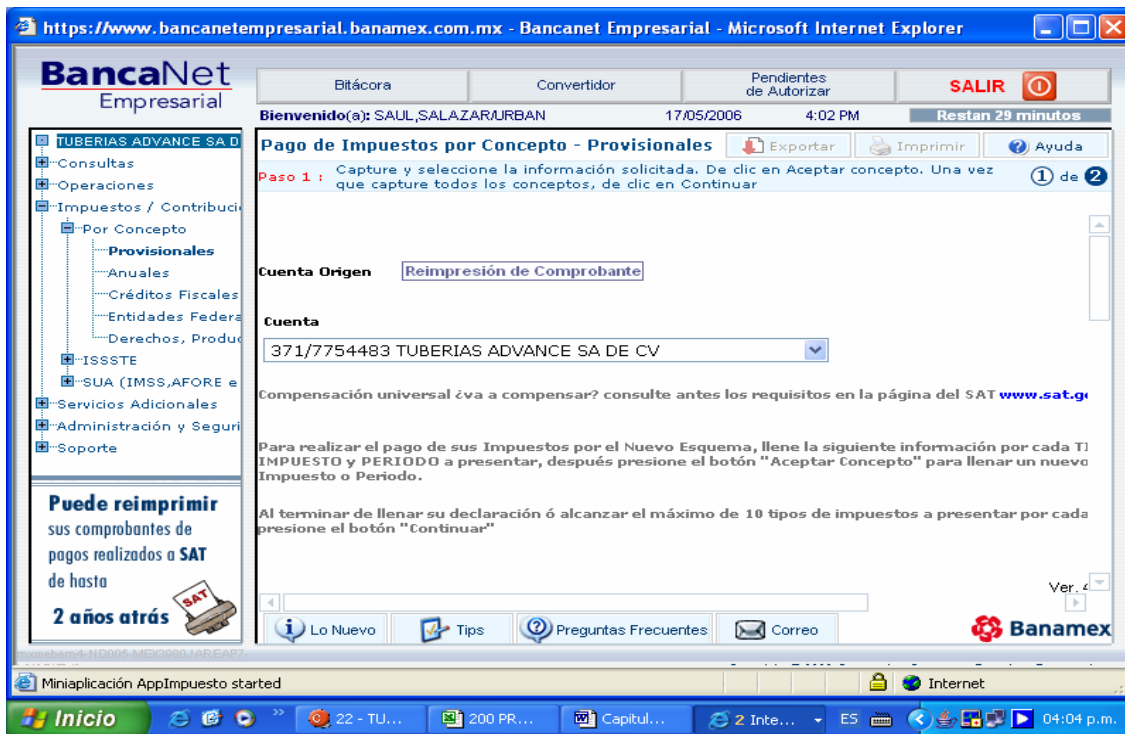 https://www.bancanetempresarial.banamex.com.mx - Bancanet Empresarial - Microsoft Internet Explorer
BancaNet
Empresarial
Bitácora
Convertidor
Pendientes
de Autorizar
SALIR
Bienvenido(a): SAUL,SALAZAR/URBAN
17/05/2006
4:02 PM
Restan 29 minutos
TUBERIAS ADVANCE SA D
Consultas
Operaciones
Impuestos / Contribuci
Por Concepto
Provisionales
Anuales
Créditos Fiscales
Entidades Federa
Derechos, Produc
ISSSTE
SUA (IMSS,AFORE e
Servicios Adicionales
Administración y Seguri
Soporte
Puede reimprimir
sus comprobantes de
pagos realizados a SAT
de hasta
2 años atrás
SAT
Pago de Impuestos por Concepto - Provisionales
Exportar
Imprimir
Ayuda
Paso 1 : Capture y seleccione la información solicitada. De clic en Aceptar concepto. Una vez
que capture todos los conceptos, de clic en Continuar
1 de 2
Cuenta Origen
Reimpresión de Comprobante
Cuenta
371/7754483 TUBERIAS ADVANCE SA DE CV
Compensación universal ¿va a compensar? consulte antes los requisitos en la página del SAT www.sat.go
Para realizar el pago de sus Impuestos por el Nuevo Esquema, llene la siguiente información por cada TI
IMPUESTO y PERIODO a presentar, después presione el botón "Aceptar Concepto" para llenar un nuevo
Impuesto o Periodo.
Al terminar de llenar su declaración ó alcanzar el máximo de 10 tipos de impuestos a presentar por cada
presione el botón "Continuar"
Ver. 4
Lo Nuevo
Tips
Preguntas Frecuentes
Correo
Banamex
Miniaplicación AppImpuesto started
Internet
Inicio
22 - TU...
200 PR...
Capitul...
2 Inte...
ES
04:04 p.m.